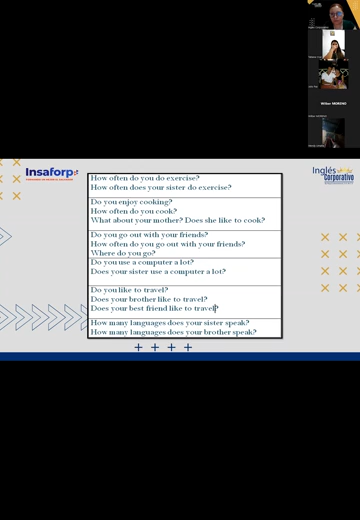 Wilber MORENO
Insaforp
Inglés
Corporativo
How often do you do exercise?
How often does your sister do exercise?
Do you enjoy cooking?
How often do you cook?
What about your mother? Does she like to cook?
Do you go out with your friends?
How often do you go out with your friends?
Where do you go?
Do you use a computer a lot?
Does your sister use a computer a lot?
Do you like to travel?
Does your brother like to travel?
Does your best friend like to travel?
How many languages does your sister speak?
How many languages does your brother speak?